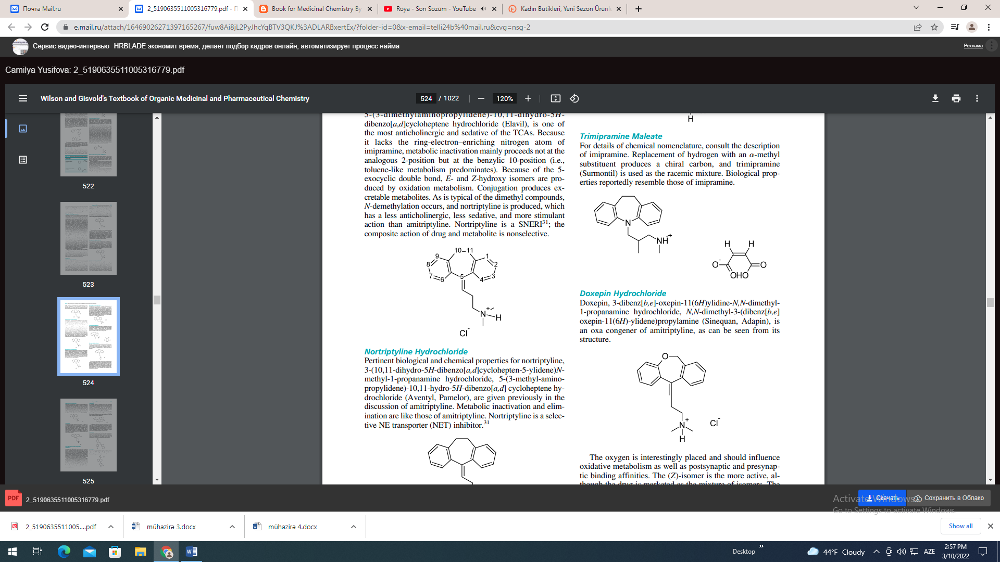 Почта Mail.ru
2_5190635511005316779.pdf - П
Book for Medicinal Chemistry By
Röya - Son Sözüm - YouTube
Kadın Butikleri, Yeni Sezon Ürünle
e.mail.ru/attach/16469026271397165267/fuw8Ai8jL2PyJhcYqBTV3QKJ%3ADLARBxertEx/?folder-id=0&x-email=telli24b%40mail.ru&cvg=nsg-2
Сервис видео-интервью HRBLADE экономит время, делает подбор кадров онлайн, автоматизирует процесс найма
Реклама
Camilya Yusifova: 2_5190635511005316779.pdf
Wilson and Gisvold's Textbook of Organic Medicinal and Pharmaceutical Chemistry
524 / 1022
120%
522
523
524
525
5-(3-dimethylaminopropylidene)-10,11-dihydro-5H-
dibenzo[a,d]cycloheptene hydrochloride (Elavil), is one of
the most anticholinergic and sedative of the TCAs. Because
it lacks the ring-electron–enriching nitrogen atom of
imipramine, metabolic inactivation mainly proceeds not at the
analogous 2-position but at the benzylic 10-position (i.e.,
toluene-like metabolism predominates). Because of the 5-
exocyclic double bond, E- and Z-hydroxy isomers are pro-
duced by oxidation metabolism. Conjugation produces ex-
cretable metabolites. As is typical of the dimethyl compounds,
N-demethylation occurs, and nortriptyline is produced, which
has a less anticholinergic, less sedative, and more stimulant
action than amitriptyline. Nortriptyline is a SNERI31; the
composite action of drug and metabolite is nonselective.
10 11
9 1
8 2
7 5 3
6 4
N+ H
Cl-
Nortriptyline Hydrochloride
Pertinent biological and chemical properties for nortriptyline,
3-(10,11-dihydro-5H-dibenzo[a,d]cyclohepten-5-ylidene)N-
methyl-1-propanamine hydrochloride, 5-(3-methyl-amino-
propylidene)-10,11-hydro-5H-dibenzo[a,d] cycloheptene hy-
drochloride (Aventyl, Pamelor), are given previously in the
discussion of amitriptyline. Metabolic inactivation and elim-
ination are like those of amitriptyline. Nortriptyline is a selec-
tive NE transporter (NET) inhibitor.31
H
Trimipramine Maleate
For details of chemical nomenclature, consult the description
of imipramine. Replacement of hydrogen with an α-methyl
substituent produces a chiral carbon, and trimipramine
(Surmontil) is used as the racemic mixture. Biological prop-
erties reportedly resemble those of imipramine.
N
NH+
H H
O- O
OHO
Doxepin Hydrochloride
Doxepin, 3-dibenz[b,e]-oxepin-11(6H)ylidine-N,N-dimethyl-
1-propanamine hydrochloride, N,N-dimethyl-3-(dibenz[b,e]
oxepin-11(6H)-ylidene)propylamine (Sinequan, Adapin), is
an oxa congener of amitriptyline, as can be seen from its
structure.
O
N+
H
Cl-
The oxygen is interestingly placed and should influence
oxidative metabolism as well as postsynaptic and presynap-
tic binding affinities. The (Z)-isomer is the more active, al-
though the drug is marketed as the mixture of isomers. The
PDF
2_5190635511005316779.pdf
Скачать
Сохранить в Облако
Activate Windows
Go to Settings to activate Windows.
2_5190635511005....pdf
mühazirə 3.docx
mühazirə 4.docx
Show all
Desktop
44°F Cloudy
AZE
2:57 PM
3/10/2022